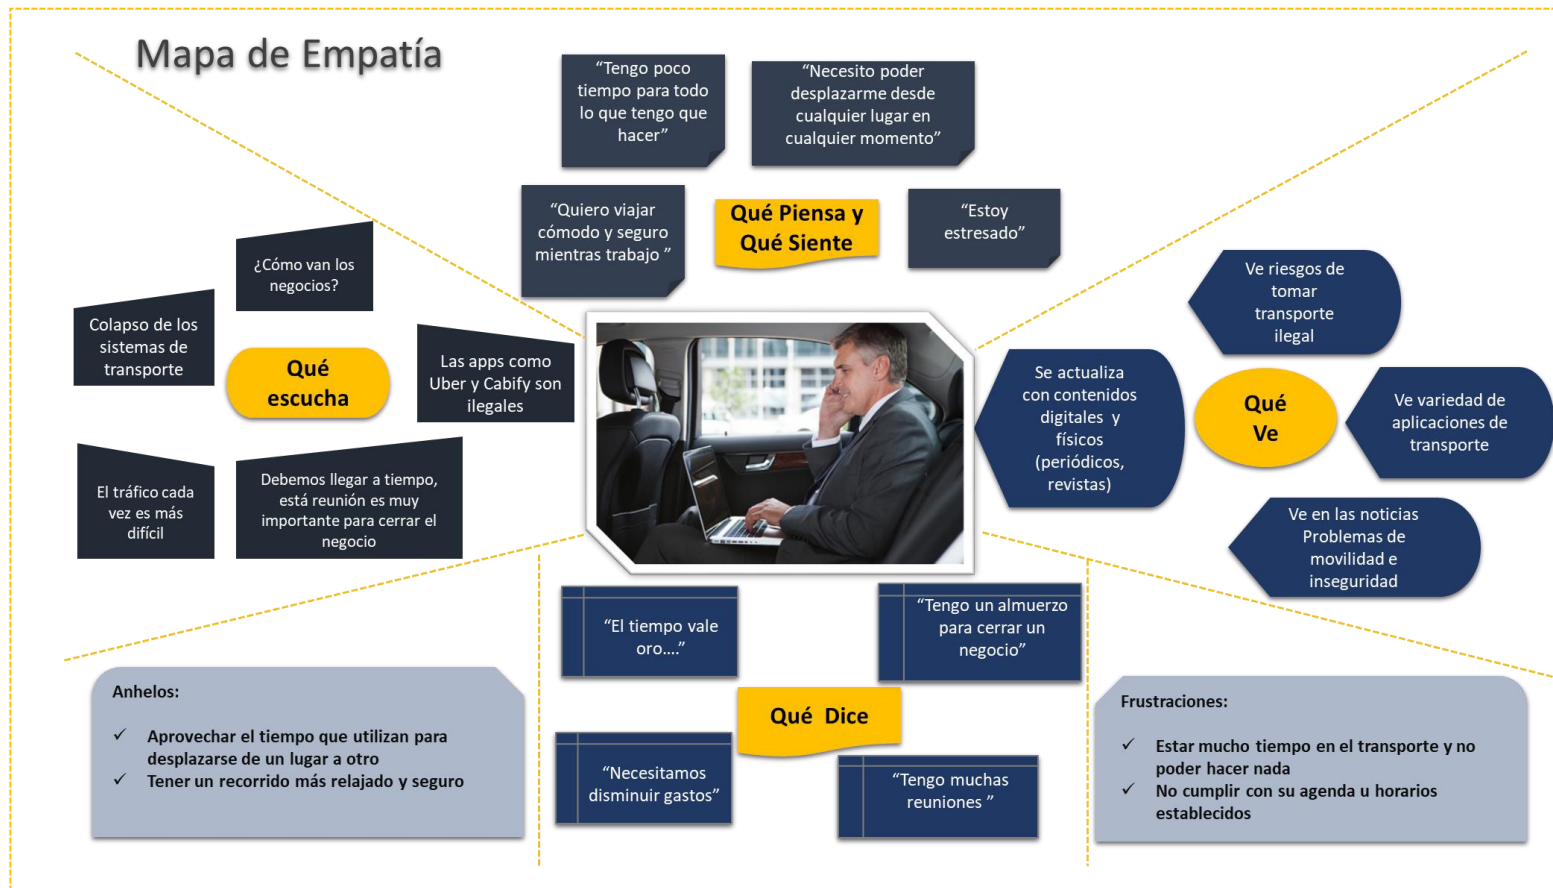 Mapa de Empatía
“Tengo poco
tiempo para todo
lo que tengo que
hacer”
“Necesito poder
desplazarme desde
cualquier lugar en
cualquier momento”
“Quiero viajar
cómodo y seguro
mientras trabajo ”
Qué Piensa y
Qué Siente
“Estoy
estresado”
¿Cómo van los
negocios?
Colapso de los
sistemas de
transporte
Qué
escucha
Las apps como
Uber y Cabify son
ilegales
El tráfico cada
vez es más
difícil
Debemos llegar a tiempo,
está reunión es muy
importante para cerrar el
negocio
Ve riesgos de
tomar
transporte
ilegal
Se actualiza
con contenidos
digitales y
físicos
(periódicos,
revistas)
Qué
Ve
Ve variedad de
aplicaciones de
transporte
Ve en las noticias
Problemas de
movilidad e
inseguridad
“El tiempo vale
oro....”
“Tengo un almuerzo
para cerrar un
negocio”
Qué Dice
“Necesitamos
disminuir gastos”
“Tengo muchas
reuniones ”
Anhelos:
✓ Aprovechar el tiempo que utilizan para
desplazarse de un lugar a otro
✓ Tener un recorrido más relajado y seguro
Frustraciones:
✓ Estar mucho tiempo en el transporte y no
poder hacer nada
✓ No cumplir con su agenda u horarios
establecidos